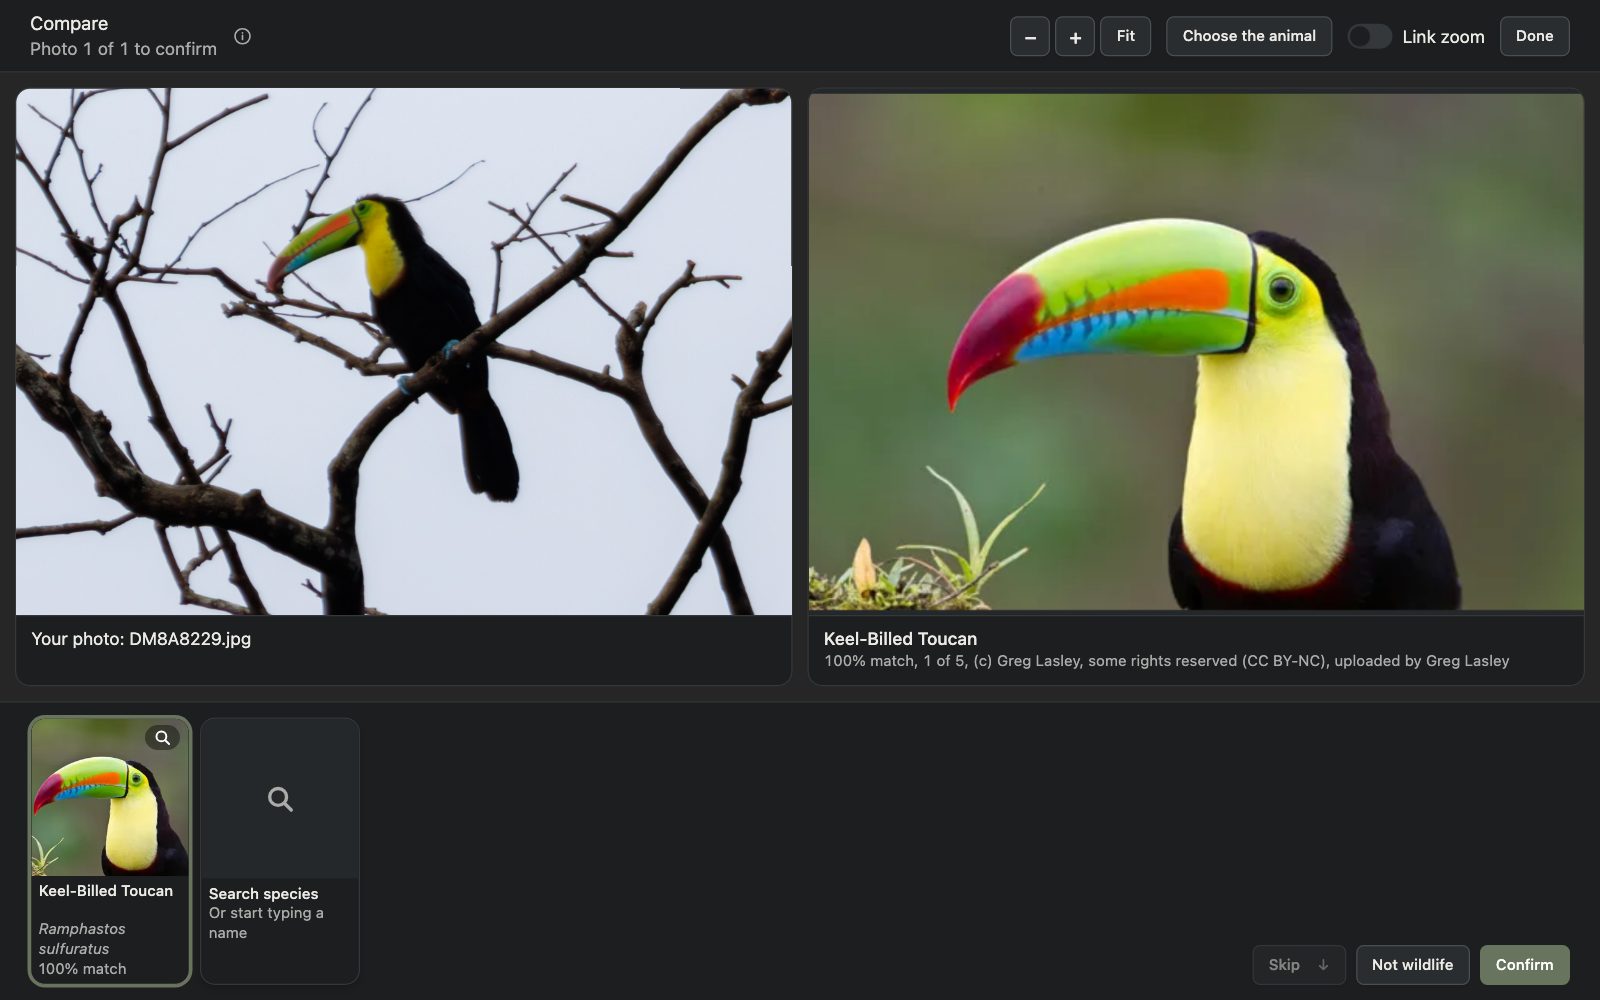 Compare
Photo 1 of 1 to confirm
−
+
Fit
Choose the animal
Link zoom
Done
Your photo: DM8A8229.jpg
Keel-Billed Toucan
100% match, 1 of 5, (c) Greg Lasley, some rights reserved (CC BY-NC), uploaded by Greg Lasley
Keel-Billed Toucan
Ramphastos
sulfuratus
100% match
Search species
Or start typing a
name
Skip ↓
Not wildlife
Confirm